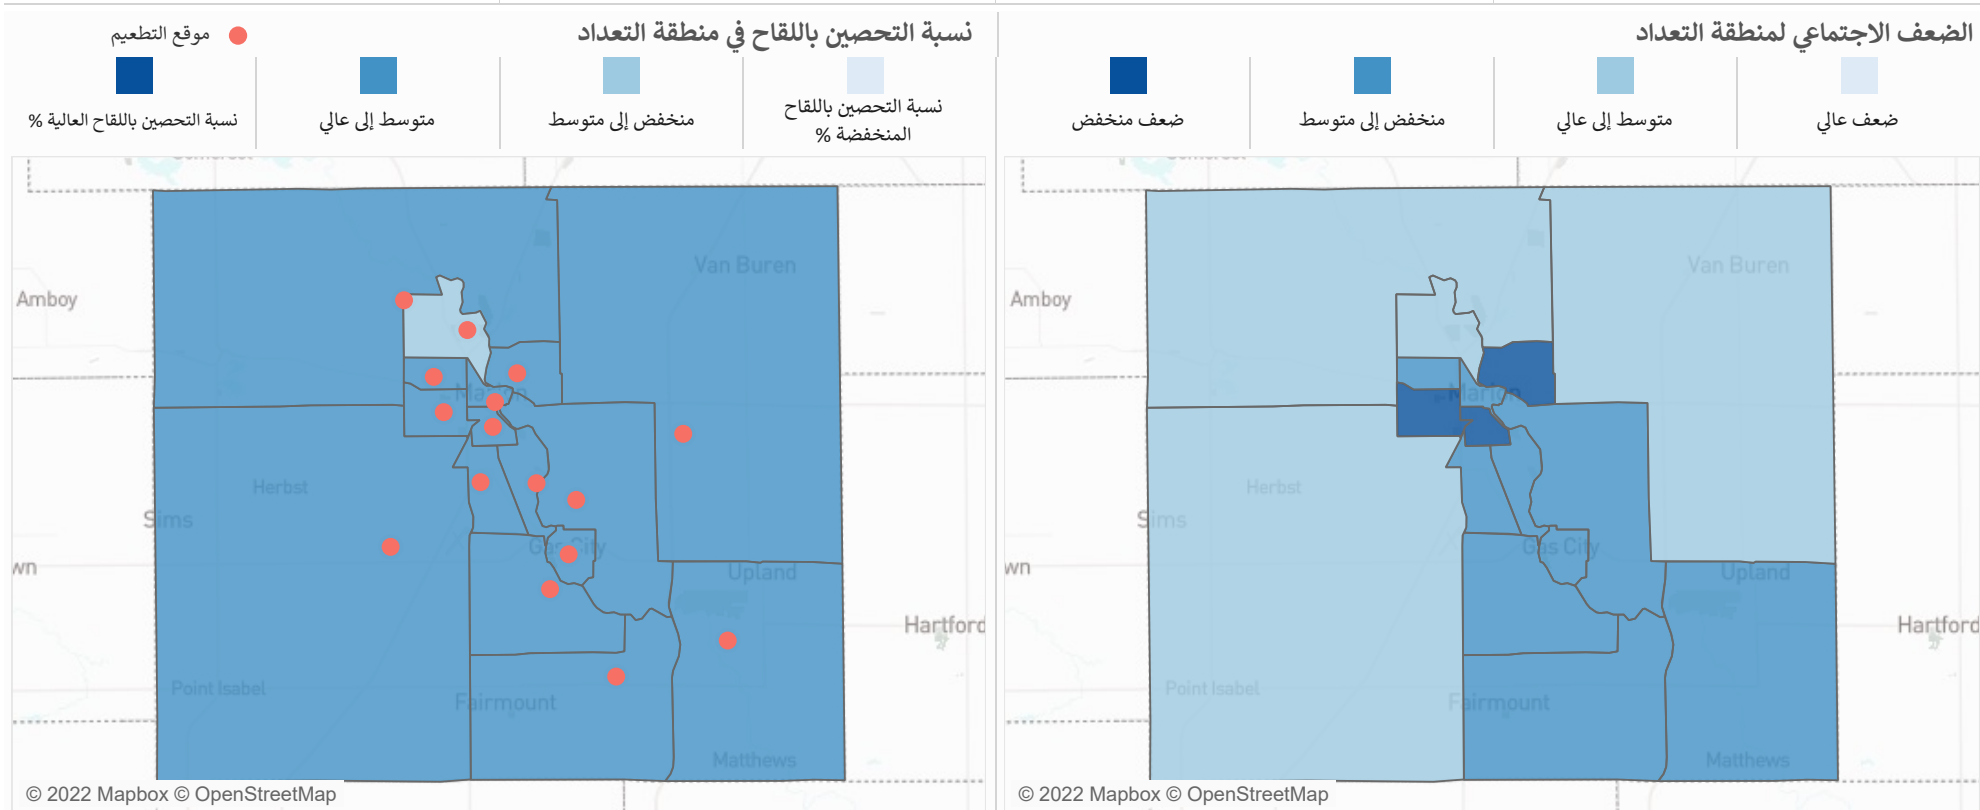 الضعف الاجتماعي لمنطقة التعداد
ضعف عالي
متوسط إلى عالي
منخفض إلى متوسط
ضعف منخفض
نسبة التحصين باللقاح في منطقة التعداد
موقع التطعيم
نسبة التحصين باللقاح
المنخفضة %
منخفض إلى متوسط
متوسط إلى عالي
نسبة التحصين باللقاح العالية %
Van Buren
Amboy
Marion
Herbst
Sims
Gas City
wn
Upland
Hartford
Point Isabel
Fairmount
Matthews
© 2022 Mapbox © OpenStreetMap
Van Buren
Amboy
Marion
Herbst
Sims
Gas City
wn
Upland
Hartford
Point Isabel
Fairmount
Matthews
© 2022 Mapbox © OpenStreetMap